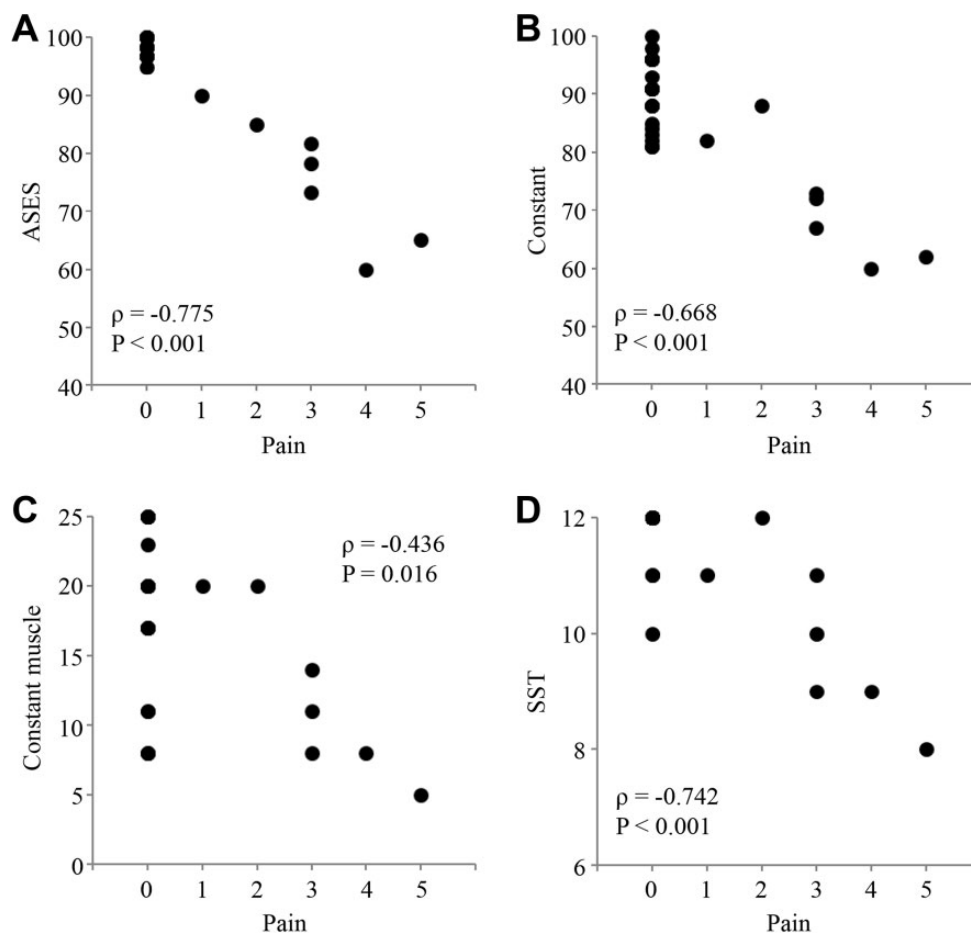 A
100
90
80
70
60
50
40
ASES
ρ = -0.775
P < 0.001
0 1 2 3 4 5
Pain
B
100
90
80
70
60
50
40
Constant
ρ = -0.668
P < 0.001
0 1 2 3 4 5
Pain
C
25
20
15
10
5
0
Constant muscle
ρ = -0.436
P = 0.016
0 1 2 3 4 5
Pain
D
12
10
8
6
SST
ρ = -0.742
P < 0.001
0 1 2 3 4 5
Pain